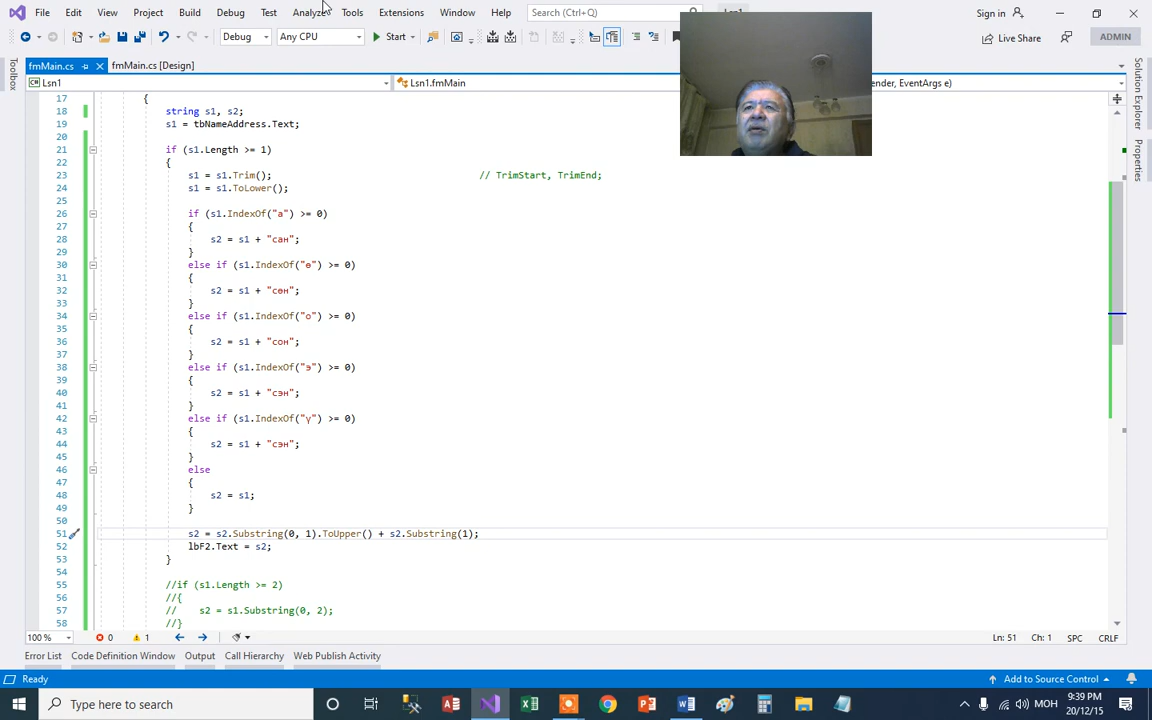 File Edit View Project Build Debug Test Analyze Tools Extensions Window Help Search (Ctrl+Q) Lsn1 Sign in
Debug Any CPU Start Live Share ADMIN
fmMain.cs fmMain.cs [Design]
Lsn1 Lsn1.fmMain ender, EventArgs e)
Toolbox
Solution Explorer
Properties
17 {
18 string s1, s2;
19 s1 = tbNameAddress.Text;
20
21 if (s1.Length >= 1)
22 {
23 s1 = s1.Trim(); // TrimStart, TrimEnd;
24 s1 = s1.ToLower();
25
26 if (s1.IndexOf("а") >= 0)
27 {
28 s2 = s1 + "сан";
29 }
30 else if (s1.IndexOf("ө") >= 0)
31 {
32 s2 = s1 + "сөн";
33 }
34 else if (s1.IndexOf("о") >= 0)
35 {
36 s2 = s1 + "сон";
37 }
38 else if (s1.IndexOf("э") >= 0)
39 {
40 s2 = s1 + "сэн";
41 }
42 else if (s1.IndexOf("ү") >= 0)
43 {
44 s2 = s1 + "сэн";
45 }
46 else
47 {
48 s2 = s1;
49 }
50
51 s2 = s2.Substring(0, 1).ToUpper() + s2.Substring(1);
52 lbF2.Text = s2;
53 }
54
55 //if (s1.Length >= 2)
56 //{
57 // s2 = s1.Substring(0, 2);
58 //}
100 % 0 1 Ln: 51 Ch: 1 SPC CRLF
Error List Code Definition Window Output Call Hierarchy Web Publish Activity
Ready Add to Source Control
Type here to search МОН 9:39 PM
20/12/15